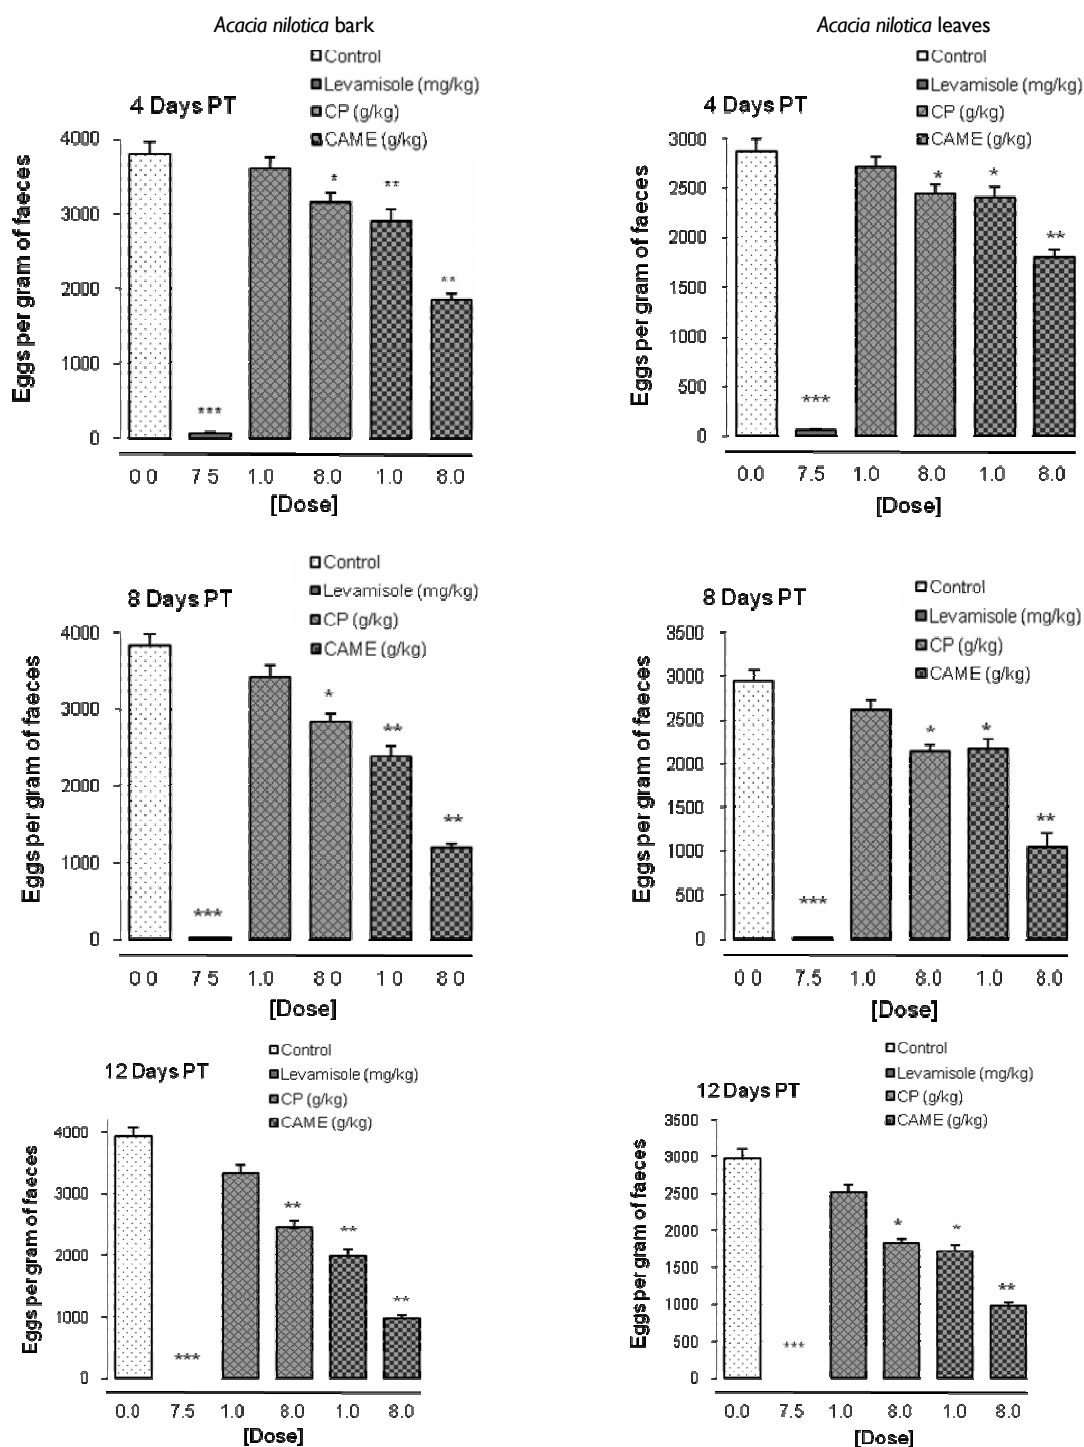 Acacia nilotica bark
Control
Levamisole (mg/kg)
CP (g/kg)
CAME (g/kg)
4 Days PT
Eggs per gram of faeces
4000
3000
2000
1000
0
*
**
**
***
0 0 7 5 1.0 8.0 1.0 8.0
[Dose]
Acacia nilotica leaves
Control
Levamisole (mg/kg)
CP (g/kg)
CAME (g/kg)
4 Days PT
Eggs per gram of faeces
3000
2500
2000
1500
1000
500
0
*
*
**
***
0.0 7.5 1.0 8.0 1.0 8.0
[Dose]
Control
Levamisole (mg/kg)
CP (g/kg)
CAME (g/kg)
8 Days PT
Eggs per gram of faeces
4000
3000
2000
1000
0
*
**
**
***
0 0 7 5 1.0 8 0 1 0 8 0
[Dose]
Control
Levamisole (mg/kg)
CP (g/kg)
CAME (g/kg)
8 Days PT
Eggs per gram of faeces
3500
3000
2500
2000
1500
1000
500
0
*
*
**
***
0 0 7.5 1.0 8.0 1.0 8.0
[Dose]
Control
Levamisole (mg/kg)
CP (g/kg)
CAME (g/kg)
12 Days PT
Eggs per gram of faeces
4000
3000
2000
1000
0
**
**
**
***
0.0 7.5 1.0 8.0 1.0 8.0
[Dose]
Control
Levamisole (mg/kg)
CP (g/kg)
CAME (g/kg)
12 Days PT
Eggs per gram of faeces
3500
3000
2500
2000
1500
1000
500
0
*
*
**
***
0.0 7.5 1.0 8.0 1.0 8.0
[Dose]